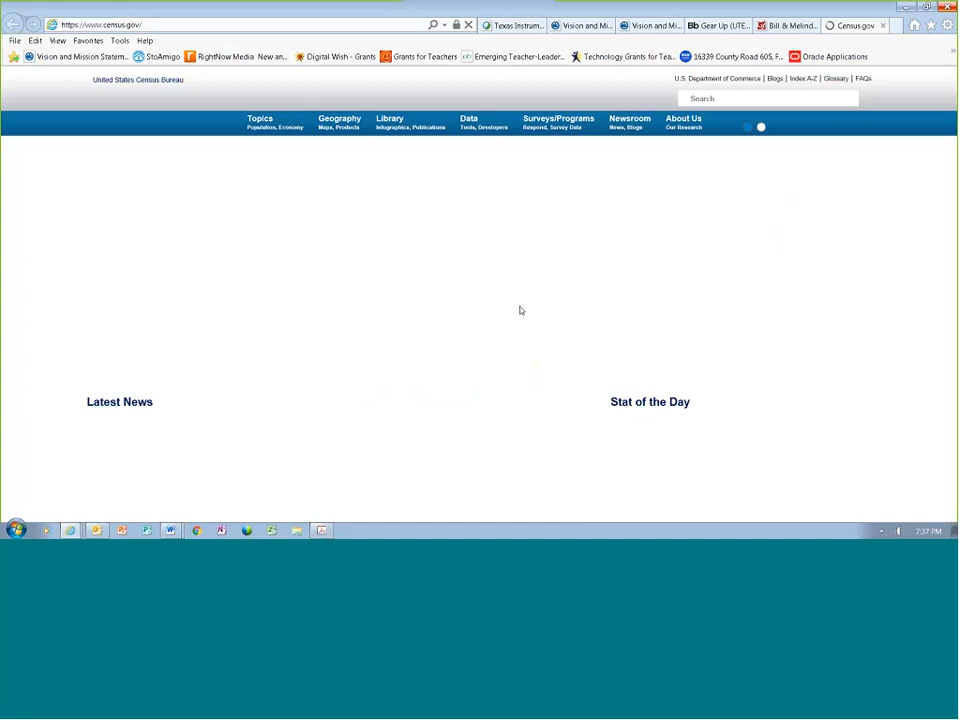 https://www.census.gov/
Texas Instrum...
Vision and Mi...
Vision and Mi...
Bb Gear Up (UTE...
Bill & Melind...
Census.gov
File Edit View Favorites Tools Help
Vision and Mission Statem...
StoAmigo
RightNow Media New an...
Digital Wish - Grants
Grants for Teachers
Emerging Teacher-Leader...
Technology Grants for Tea...
16339 County Road 605, F...
Oracle Applications
United States Census Bureau
U.S. Department of Commerce | Blogs | Index A-Z | Glossary | FAQs
Search
Topics
Population, Economy
Geography
Maps, Products
Library
Infographics, Publications
Data
Tools, Developers
Surveys/Programs
Respond, Survey Data
Newsroom
News, Blogs
About Us
Our Research
Latest News
Stat of the Day
7:37 PM